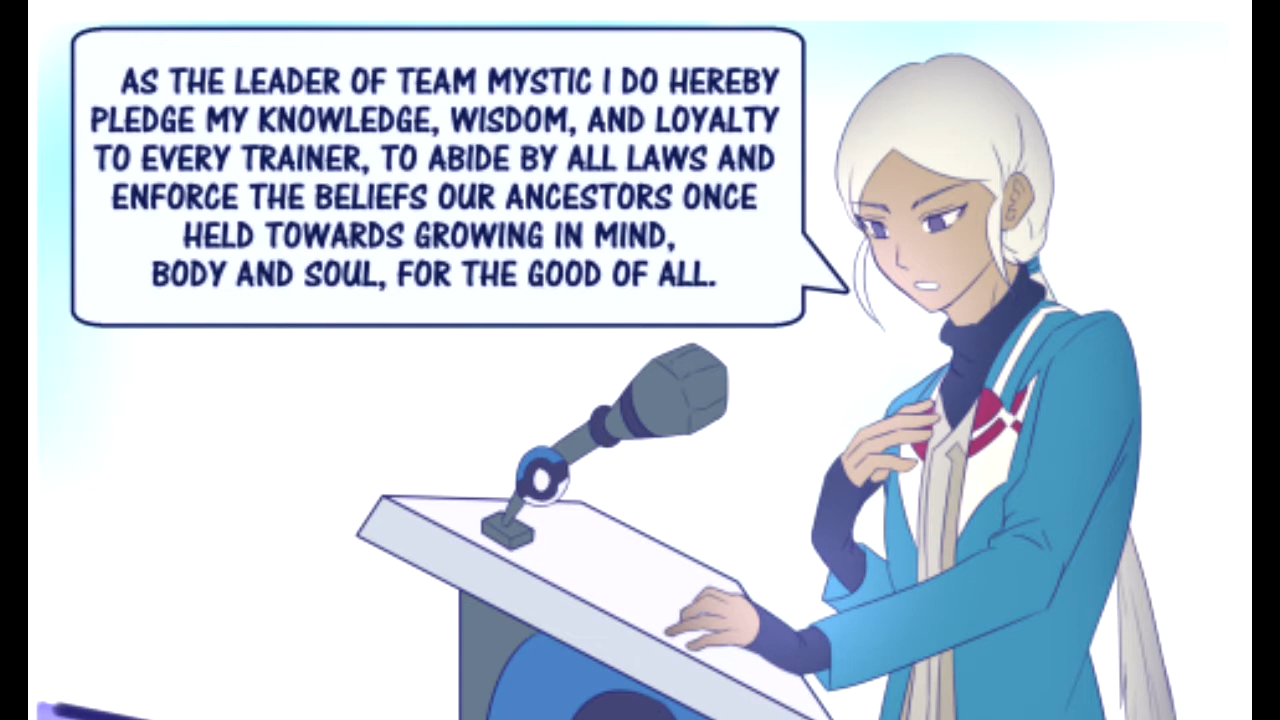 AS THE LEADER OF TEAM MYSTIC I DO HEREBY
PLEDGE MY KNOWLEDGE, WISDOM, AND LOYALTY
TO EVERY TRAINER, TO ABIDE BY ALL LAWS AND
ENFORCE THE BELIEFS OUR ANCESTORS ONCE
HELD TOWARDS GROWING IN MIND,
BODY AND SOUL, FOR THE GOOD OF ALL.